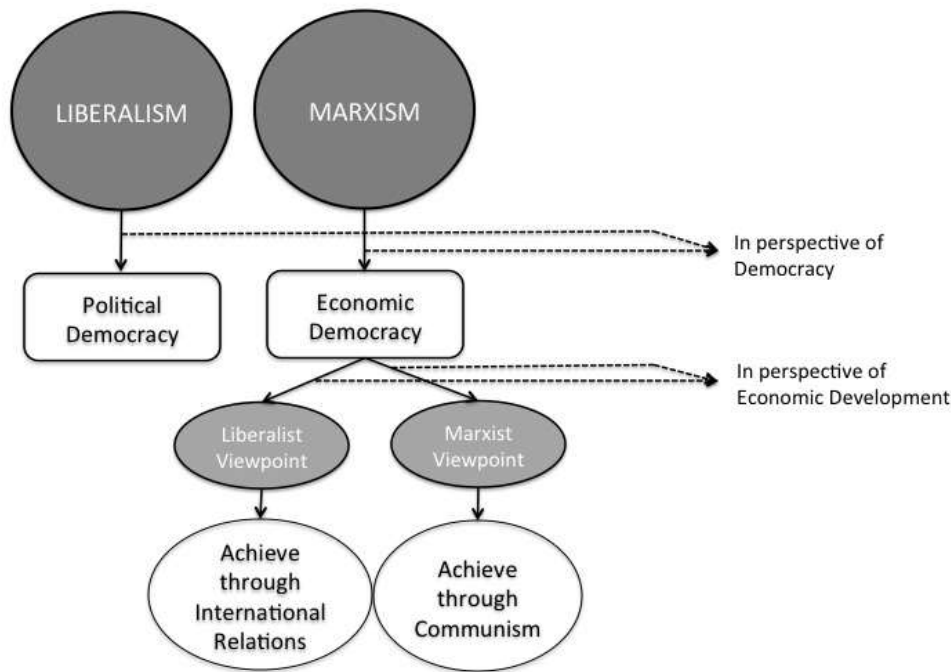 LIBERALISM
MARXISM
In perspective of
Democracy
Political
Democracy
Economic
Democracy
In perspective of
Economic Development
Liberalist
Viewpoint
Marxist
Viewpoint
Achieve
through
International
Relations
Achieve
through
Communism